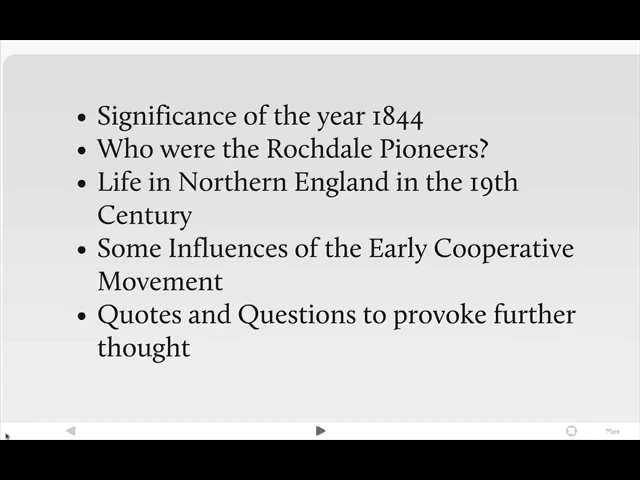 • Significance of the year 1844
• Who were the Rochdale Pioneers?
• Life in Northern England in the 19th
Century
• Some Influences of the Early Cooperative
Movement
• Quotes and Questions to provoke further
thought
More